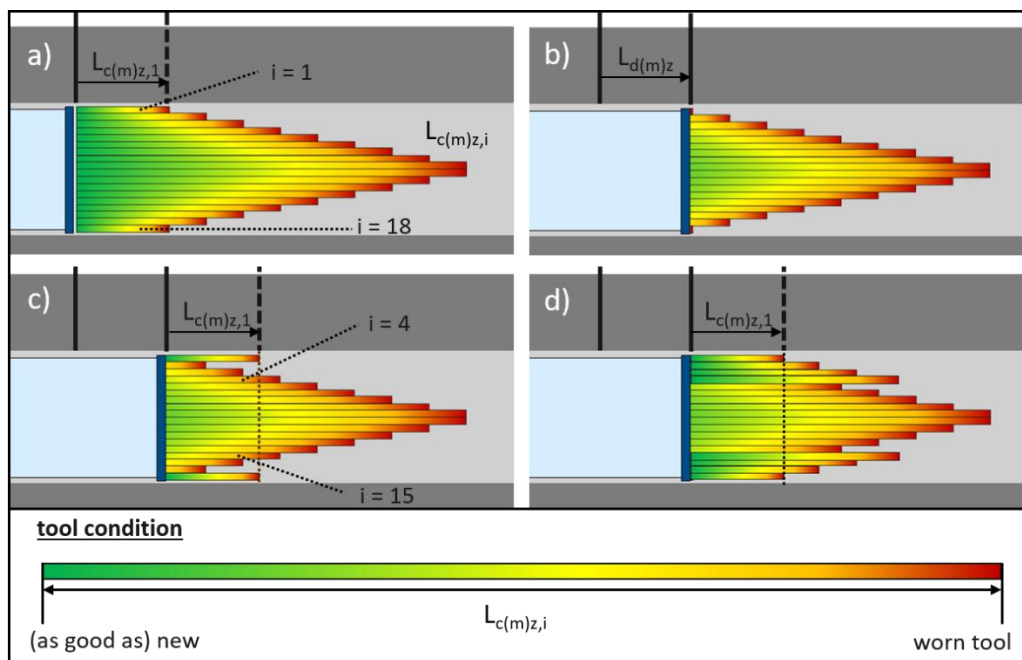 a)
L_c(m)z,1
i = 1
L_c(m)z,i
i = 18
b)
L_d(m)z
c)
L_c(m)z,1
i = 4
i = 15
d)
L_c(m)z,1
tool condition
L_c(m)z,i
(as good as) new
worn tool